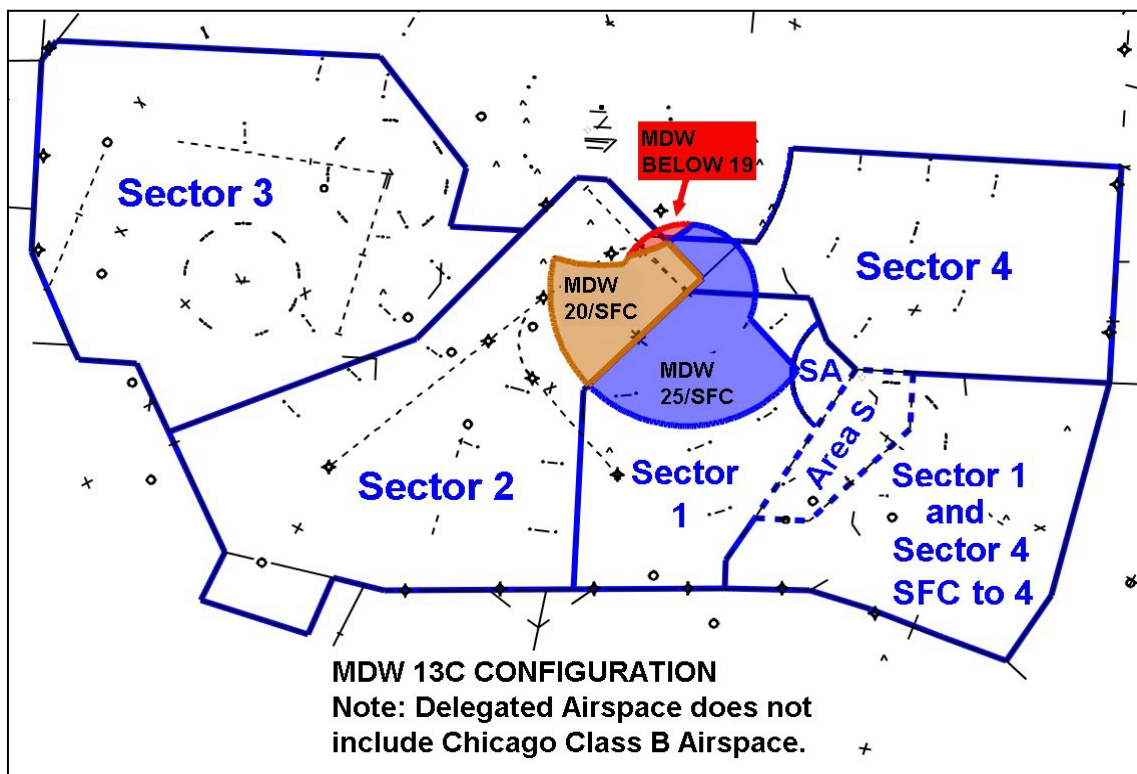 MDW
BELOW 19
Sector 3
Sector 4
MDW
20/SFC
MDW
25/SFC
SA
Area S
Sector 2
Sector
1
Sector 1
and
Sector 4
SFC to 4
MDW 13C CONFIGURATION
Note: Delegated Airspace does not
include Chicago Class B Airspace.